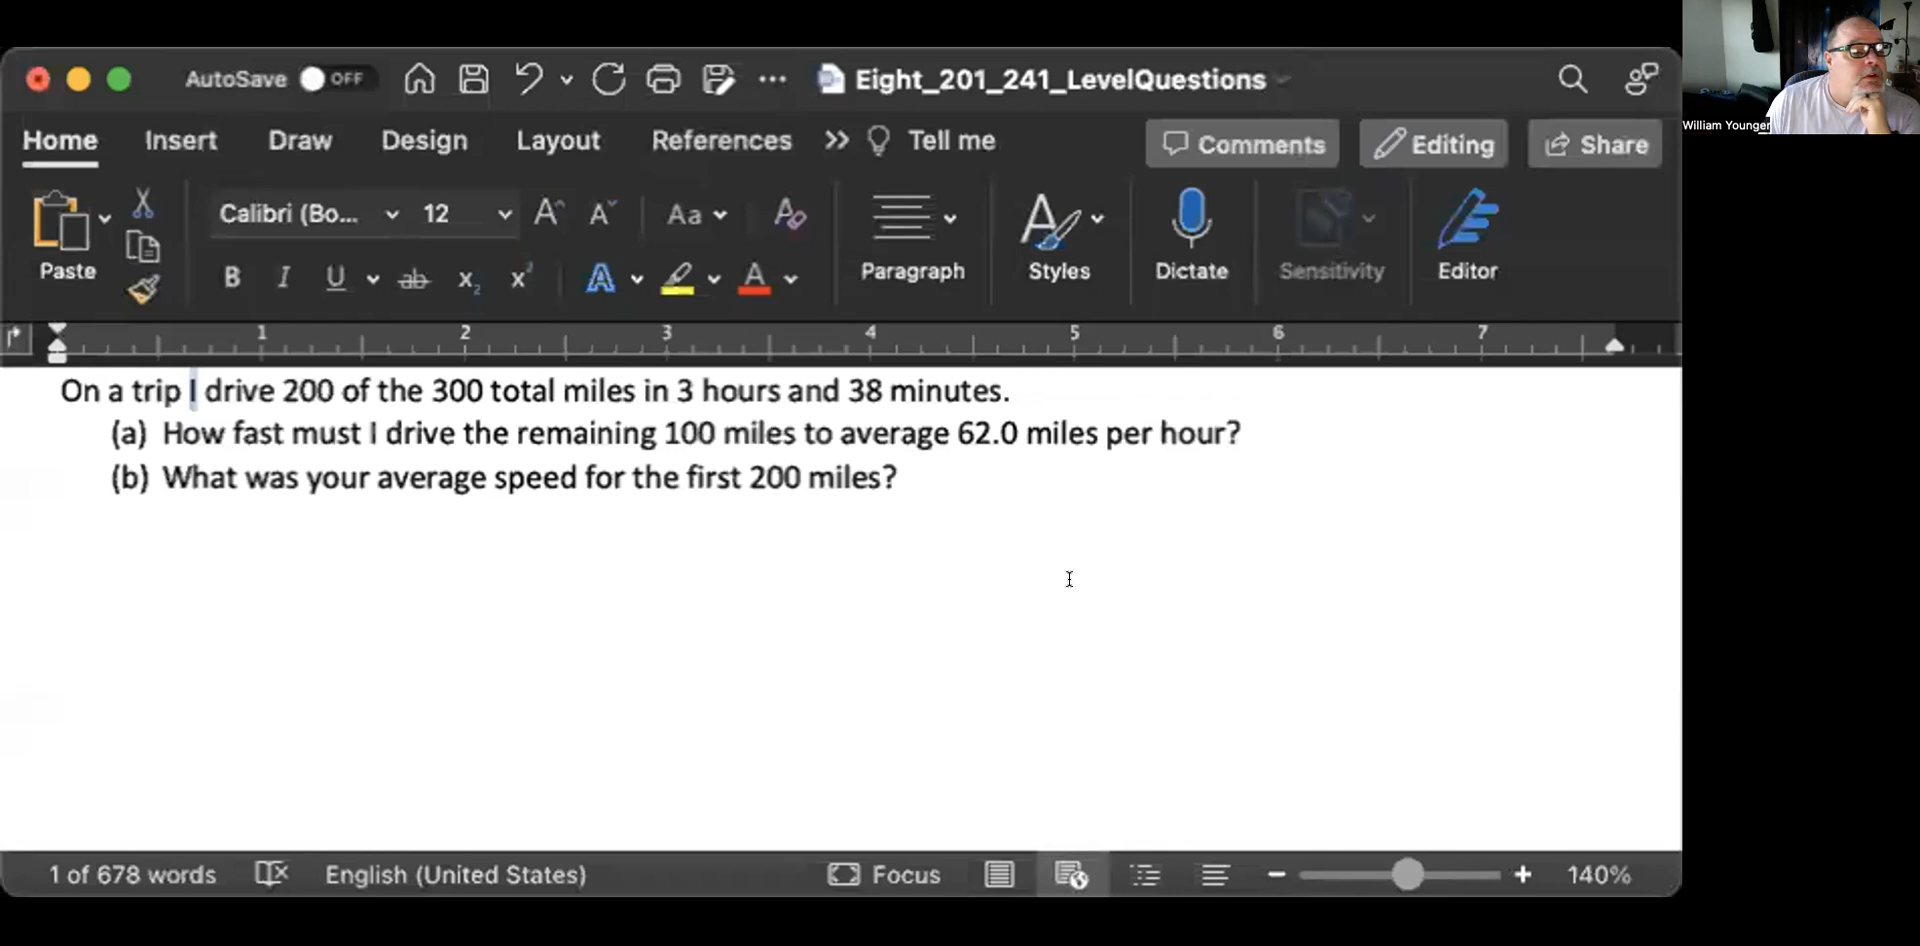 AutoSave OFF Eight_201_241_LevelQuestions
William Younger
Home Insert Draw Design Layout References Tell me Comments Editing Share
Paste Calibri (Bo... 12 Aa Paragraph Styles Dictate Sensitivity Editor
B I U ab x₂ x² A A
1 2 3 4 5 6 7
On a trip I drive 200 of the 300 total miles in 3 hours and 38 minutes.
(a) How fast must I drive the remaining 100 miles to average 62.0 miles per hour?
(b) What was your average speed for the first 200 miles?
1 of 678 words English (United States) Focus 140%